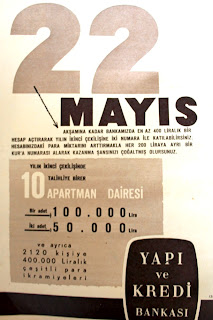 22
MAYIS
AKŞAMINA KADAR BANKAMIZDA EN AZ 400 LİRALIK BİR
HESAP AÇTIRARAK YILIN İKİNCİ ÇEKİLİŞİNE İKİ NUMARA İLE KATILABİLİRSİNİZ.
HESABINIZDAKİ PARA MİKTARINI ARTTIRMAKLA HER 200 LİRAYA AYRI BİR
KUR'A NUMARASI ALARAK KAZANMA ŞANSINIZI ÇOĞALTMIŞ OLURSUNUZ.
YILIN İKİNCİ ÇEKİLİŞİNDE
TALİHLİYE BİRER
10 APARTMAN DAİRESİ
Bir adet 100.000 Lira
İki adet 50.000 Lira
ve ayrıca
2120 kişiye
400.000 Liralık
çeşitli para
ikramiyeleri
YAPI
ve
KREDİ
BANKASI